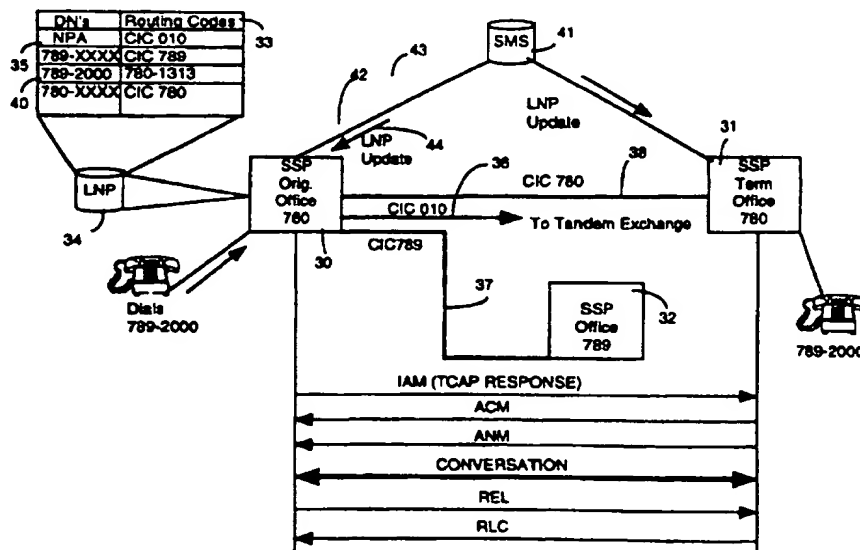 DN's Routing Codes 33
NPA CIC 010
35
789-XXXX CIC 789
40
789-2000 780-1313
780-XXXX CIC 780
SMS 41
43
42
LNP
Update
44
LNP
Update
31
LNP
34
SSP
Orig.
Office
760
30
CIC 780
36
38
CIC 010
To Tandem Exchange
SSP
Term
Office
780
CIC789
37
Dials
789-2000
SSP
Office
789
32
789-2000
IAM (TCAP RESPONSE)
ACM
ANM
CONVERSATION
REL
RLC